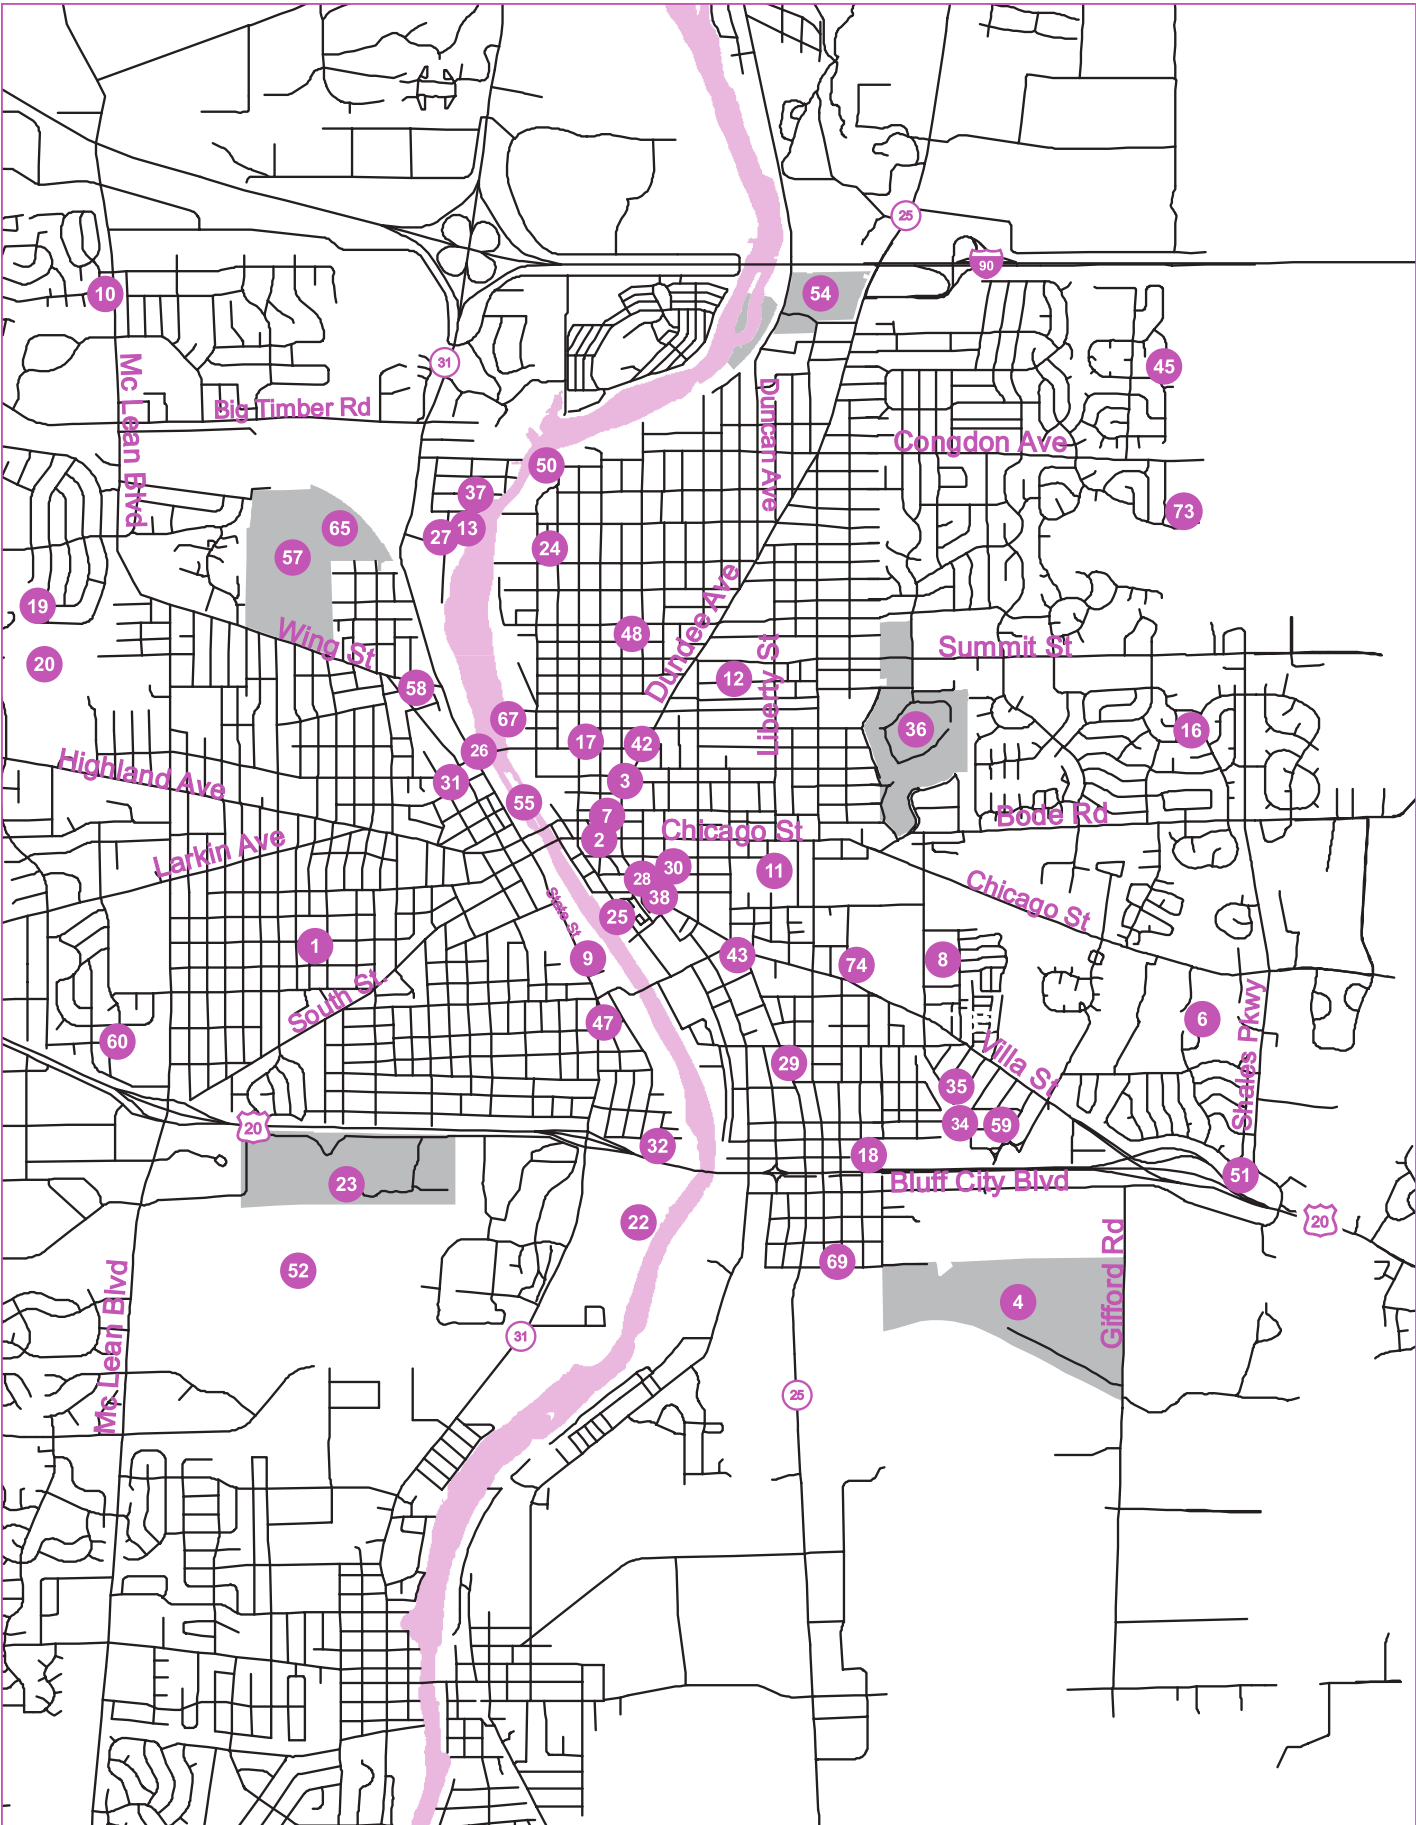 25
90
54
10
31
45
Mc Lean Blvd
Big Timber Rd
Duncan Ave
Congdon Ave
50
37
73
65
13
27
24
57
19
Dundee Ave
48
Wing St
Summit St
20
12
Liberty St
58
67
36
16
17
42
26
Highland Ave
31
3
55
7
Bode Rd
Chicago St
2
Larkin Ave
30
11
28
38
Chicago St
State St
25
1
43
9
74
8
South St.
47
6
60
Villa St
29
Shales Pkwy
35
20
34
59
32
18
51
23
Bluff City Blvd
22
20
69
52
Gifford Rd
4
Mc Lean Blvd
31
25